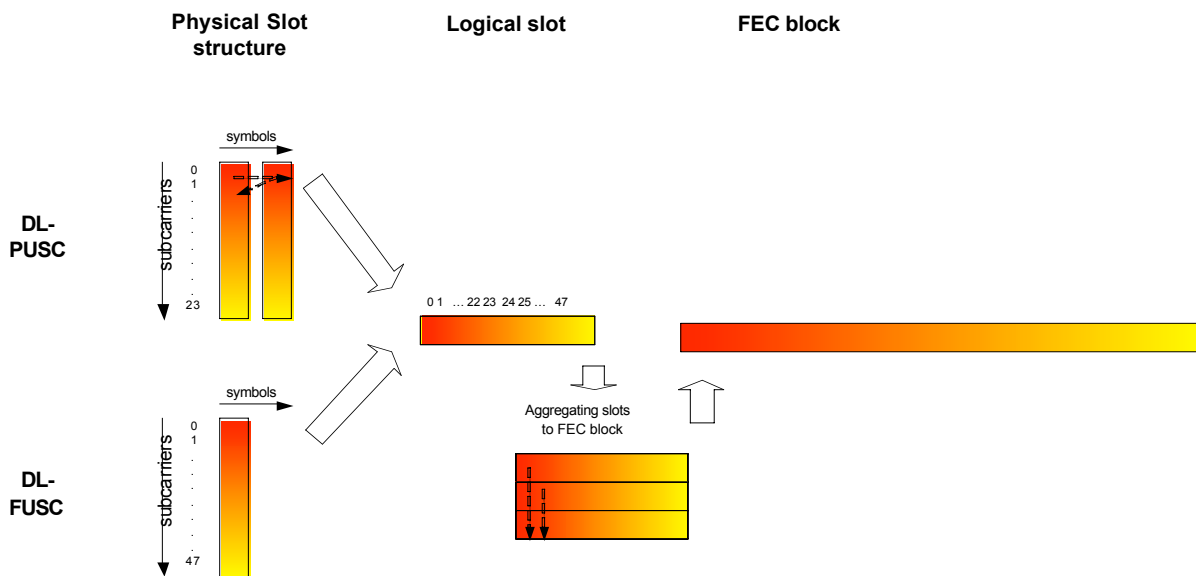 Physical Slot
structure
Logical slot
FEC block
symbols
subcarriers
0
1
.
.
.
.
.
.
.
23
DL-
PUSC
0 1 ... 22 23 24 25 ... 47
Aggregating slots
to FEC block
symbols
subcarriers
0
1
.
.
.
.
.
.
.
47
DL-
FUSC